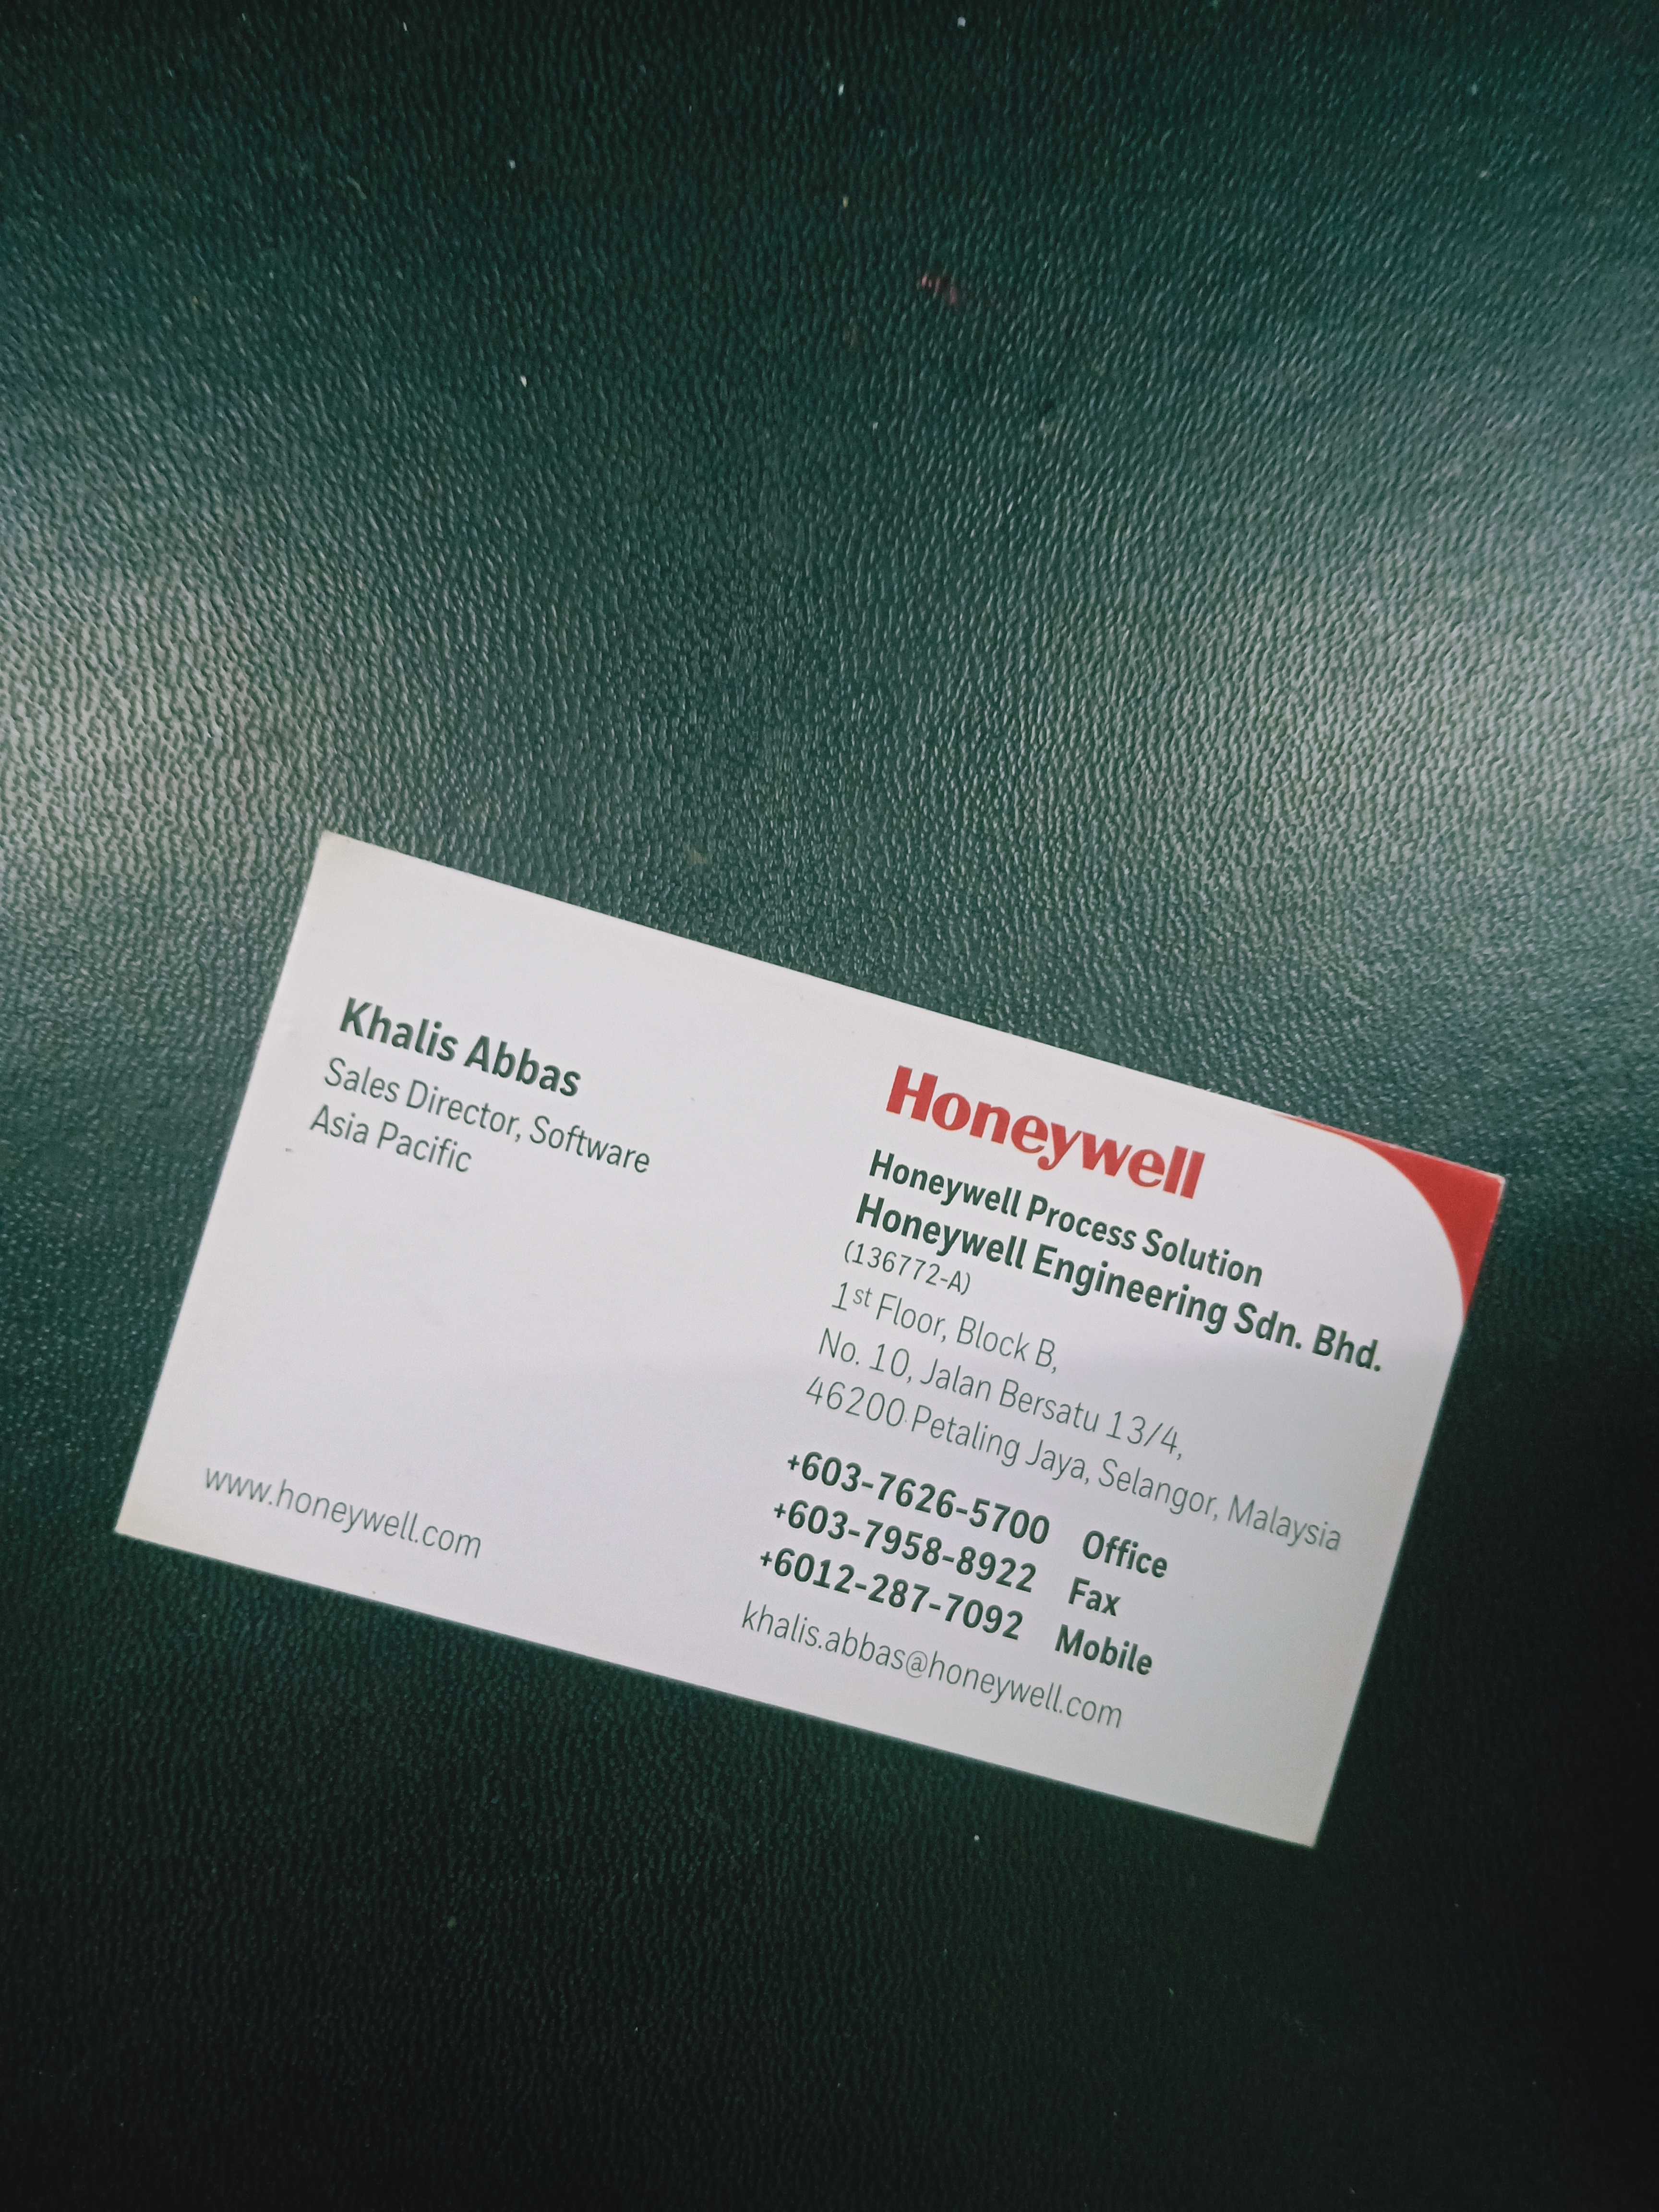 Khalis Abbas
Sales Director, Software
Asia Pacific
www.honeywell.com
Honeywell
Honeywell Process Solution
Honeywell Engineering Sdn. Bhd.
(136772-A)
1st Floor, Block B,
No. 10, Jalan Bersatu 13/4,
46200 Petaling Jaya, Selangor, Malaysia
+603-7626-5700 Office
+603-7958-8922 Fax
+6012-287-7092 Mobile
khalis.abbas@honeywell.com